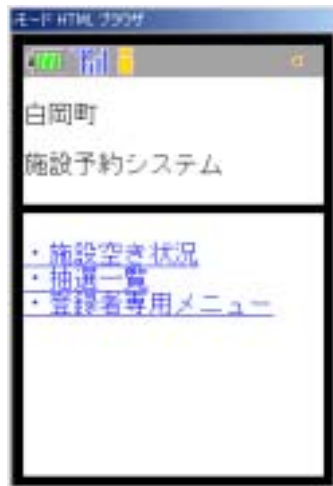 モード HTML ブラウザ
白岡町
施設予約システム
・施設空き状況
・抽選一覧
・登録者専用メニュー